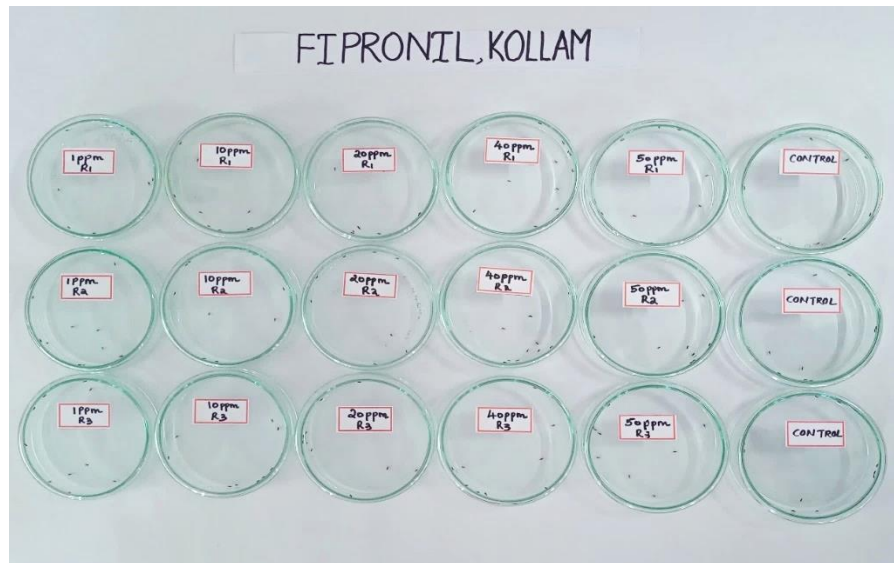 FIPRONIL, KOLLAM
1ppm
R1
10ppm
R1
20ppm
R1
40ppm
R1
50ppm
R1
CONTROL
1ppm
R2
10ppm
R2
20ppm
R2
40ppm
R2
50ppm
R2
CONTROL
1ppm
R3
10ppm
R3
20ppm
R3
40ppm
R3
50ppm
R3
CONTROL